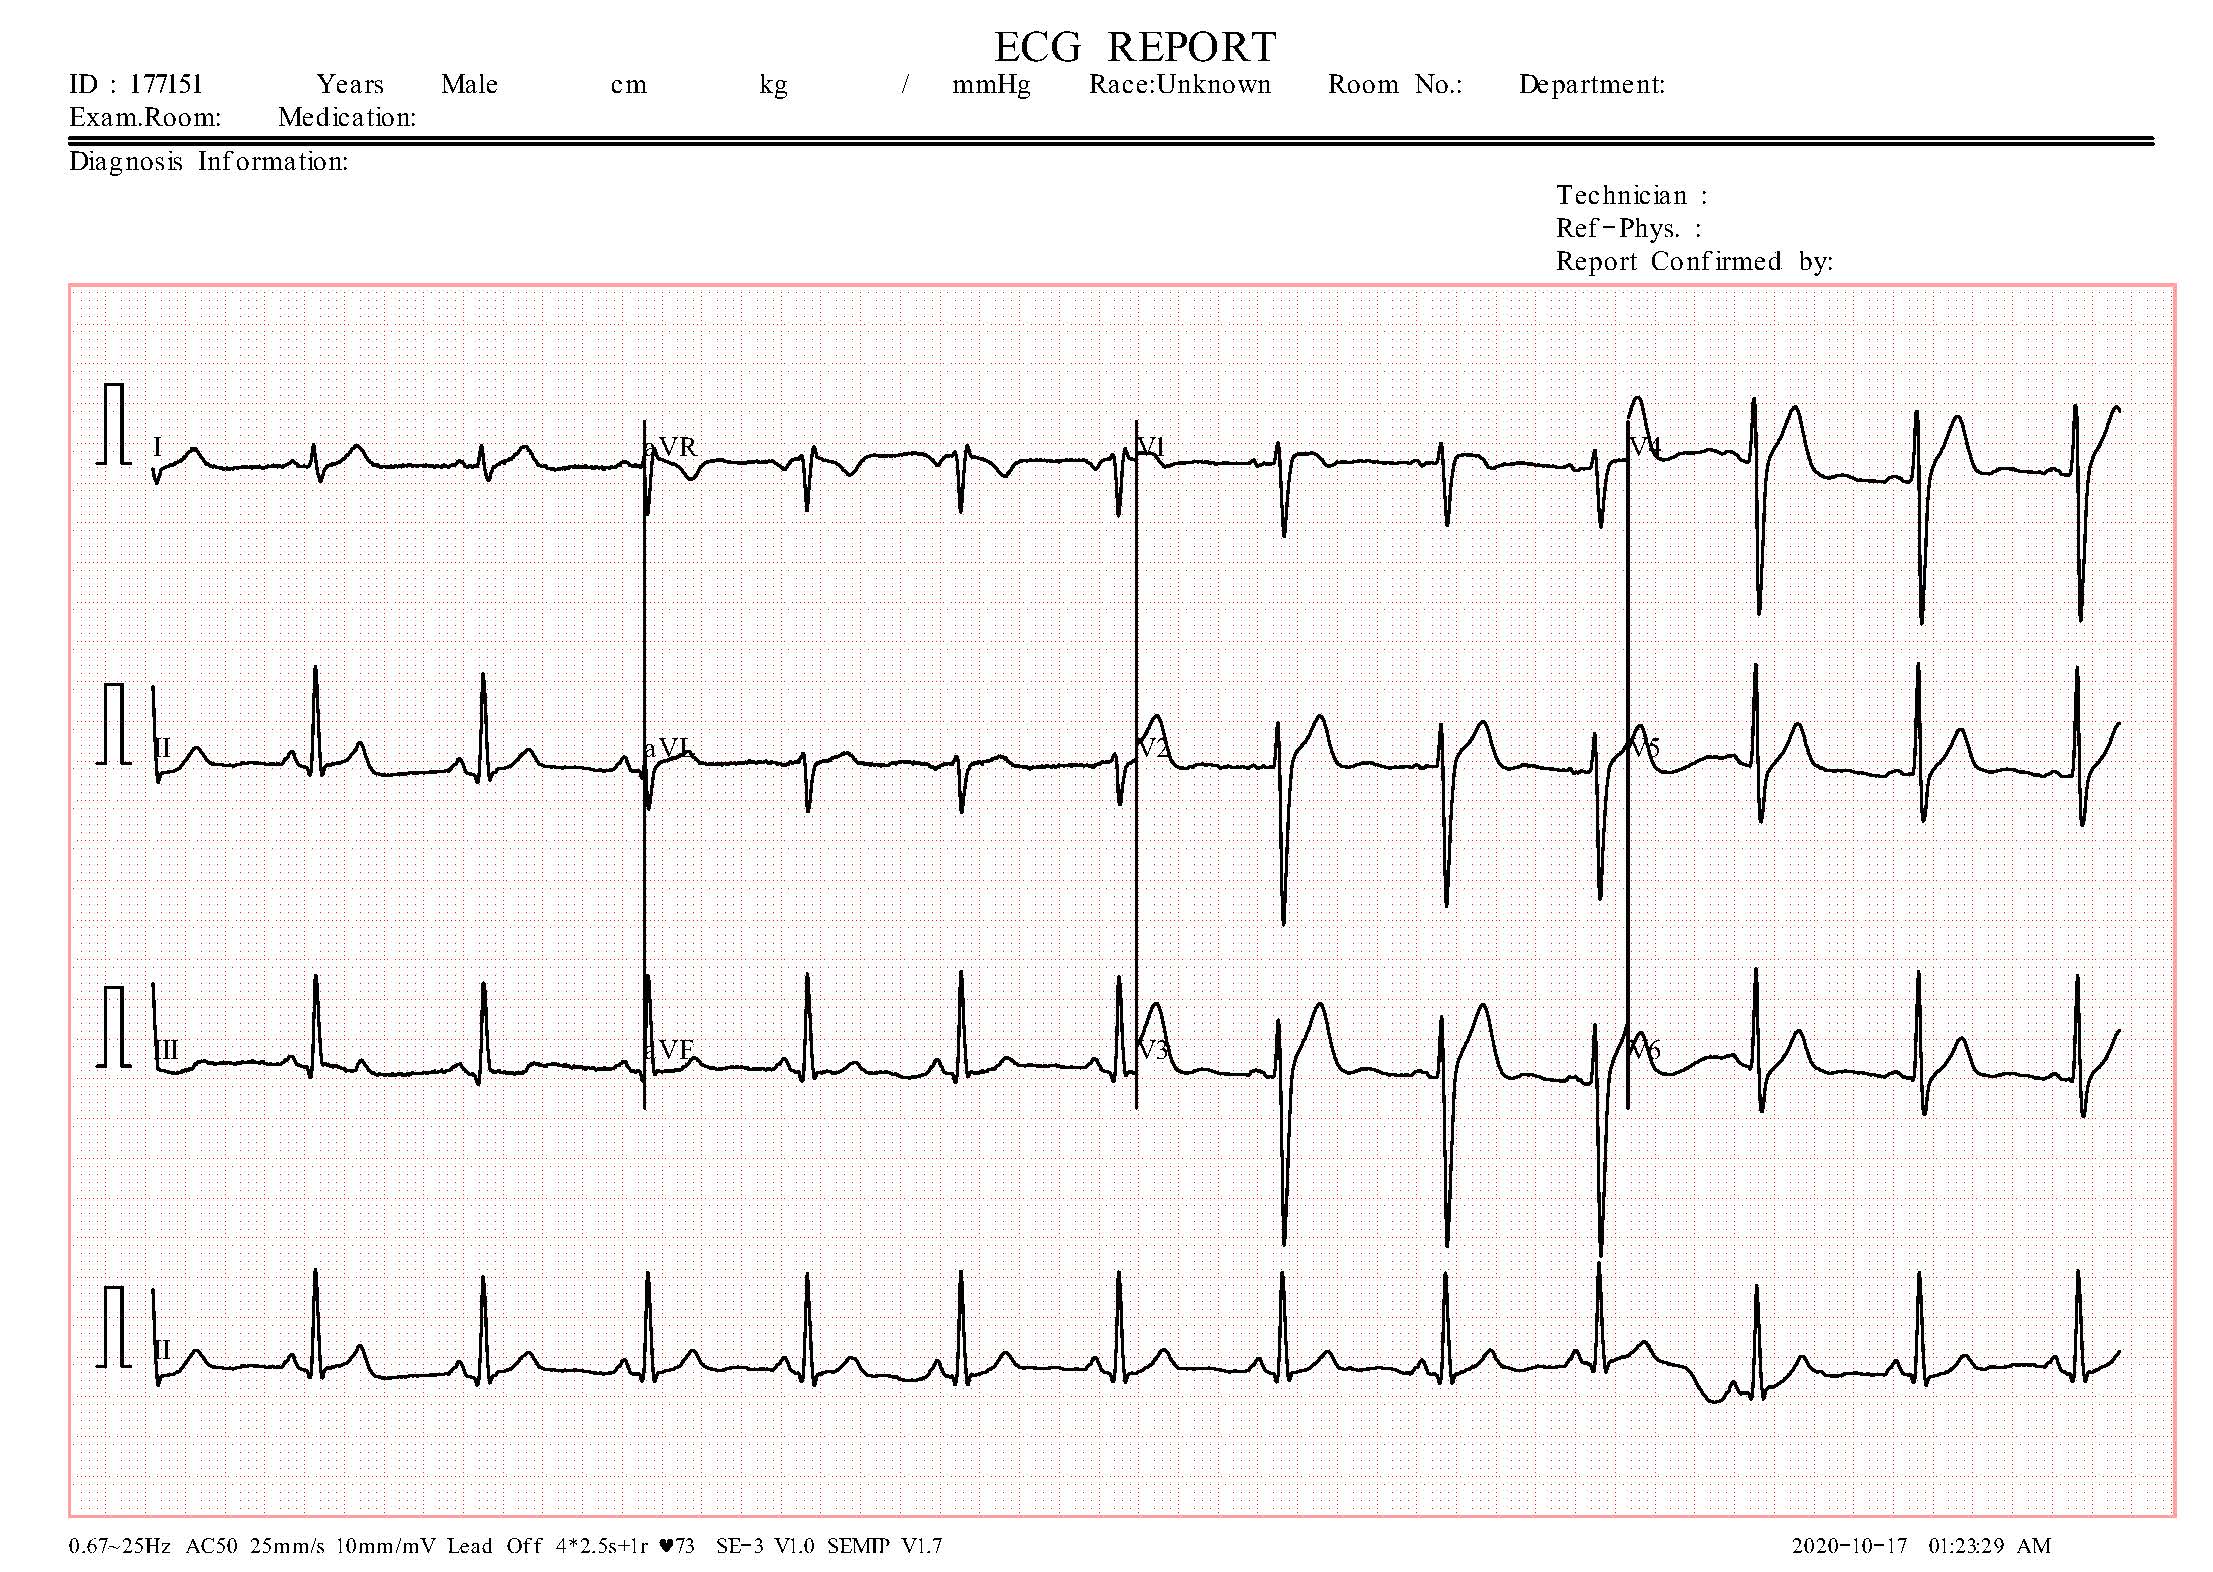 ECG REPORT
ID : 177151 Years Male cm kg / mmHg Race:Unknown Room No.: Department:
Exam.Room: Medication:
Diagnosis Information:
Technician :
Ref-Phys. :
Report Confirmed by:
I aVR V1 V4
II aVL V2 V5
III aVF V3 V6
II
0.67~25Hz AC50 25mm/s 10mm/mV Lead Off 4*2.5s+1r ♥73 SE-3 V1.0 SEMIP V1.7 2020-10-17 01:23:29 AM